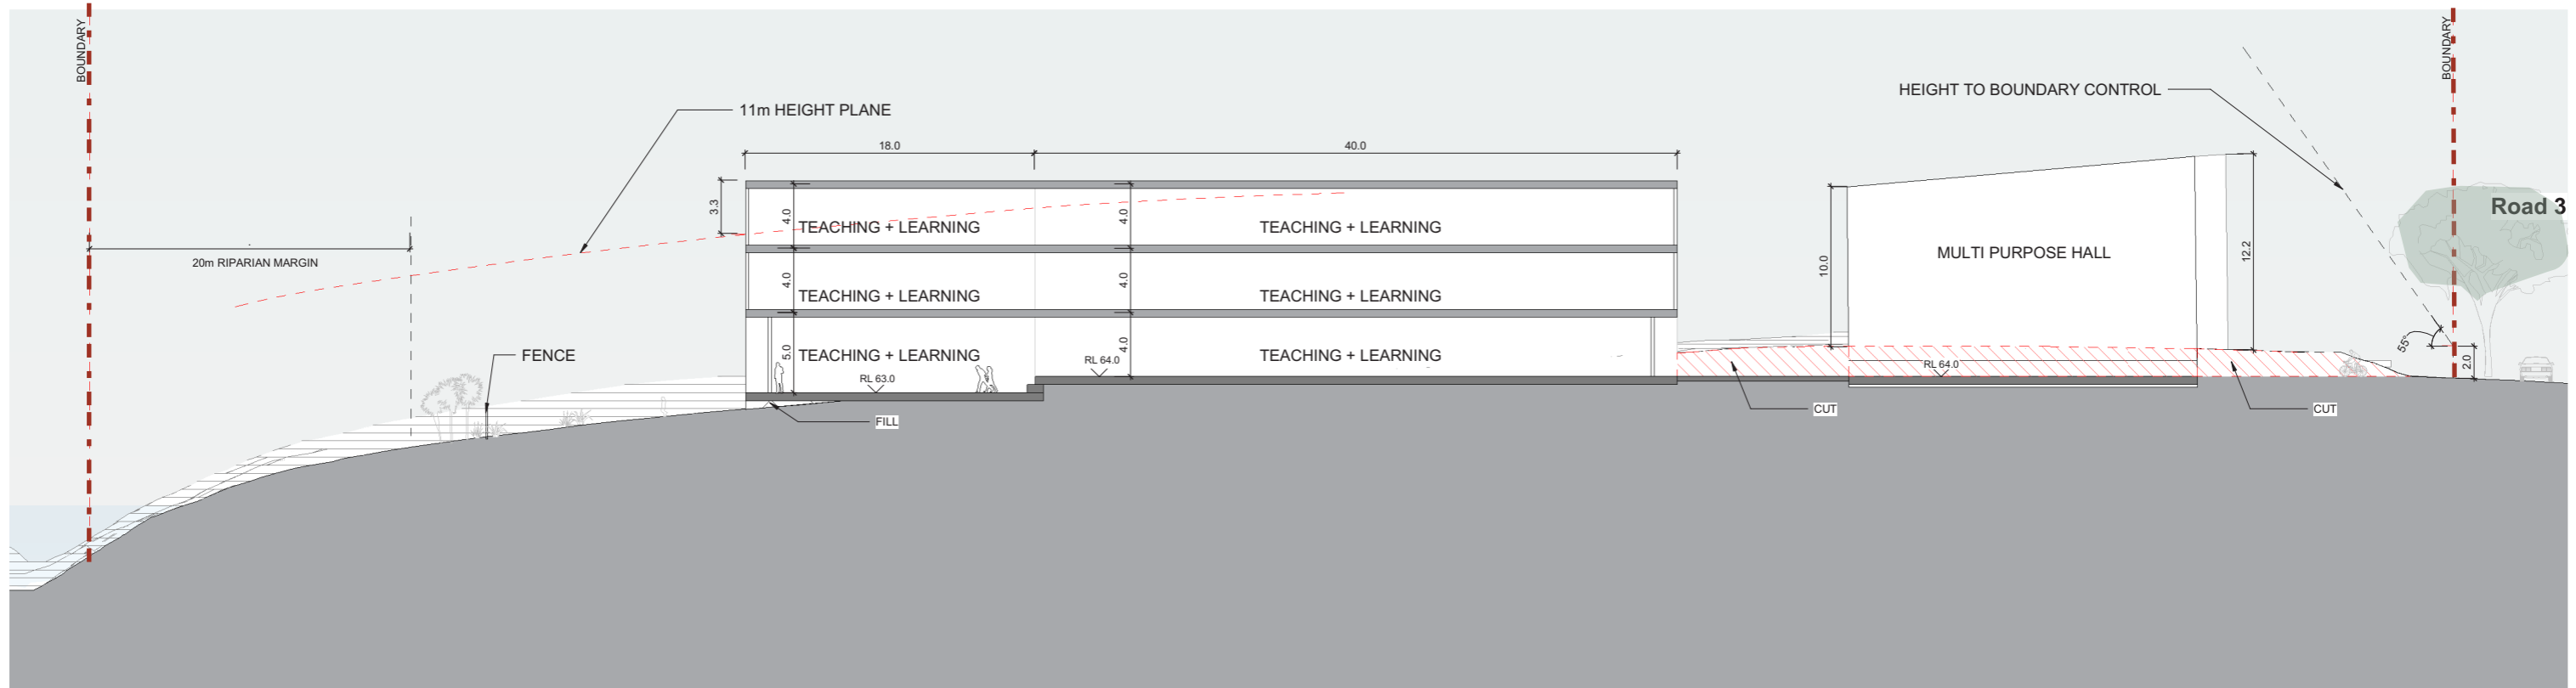 BOUNDARY
BOUNDARY
HEIGHT TO BOUNDARY CONTROL
11m HEIGHT PLANE
18.0
40.0
3.3
4.0
4.0
TEACHING + LEARNING
TEACHING + LEARNING
Road 3
20m RIPARIAN MARGIN
10.0
MULTI PURPOSE HALL
12.2
4.0
4.0
TEACHING + LEARNING
TEACHING + LEARNING
55°
FENCE
5.0
TEACHING + LEARNING
RL 64.0
4.0
TEACHING + LEARNING
RL 64.0
2.0
RL 63.0
CUT
CUT
FILL